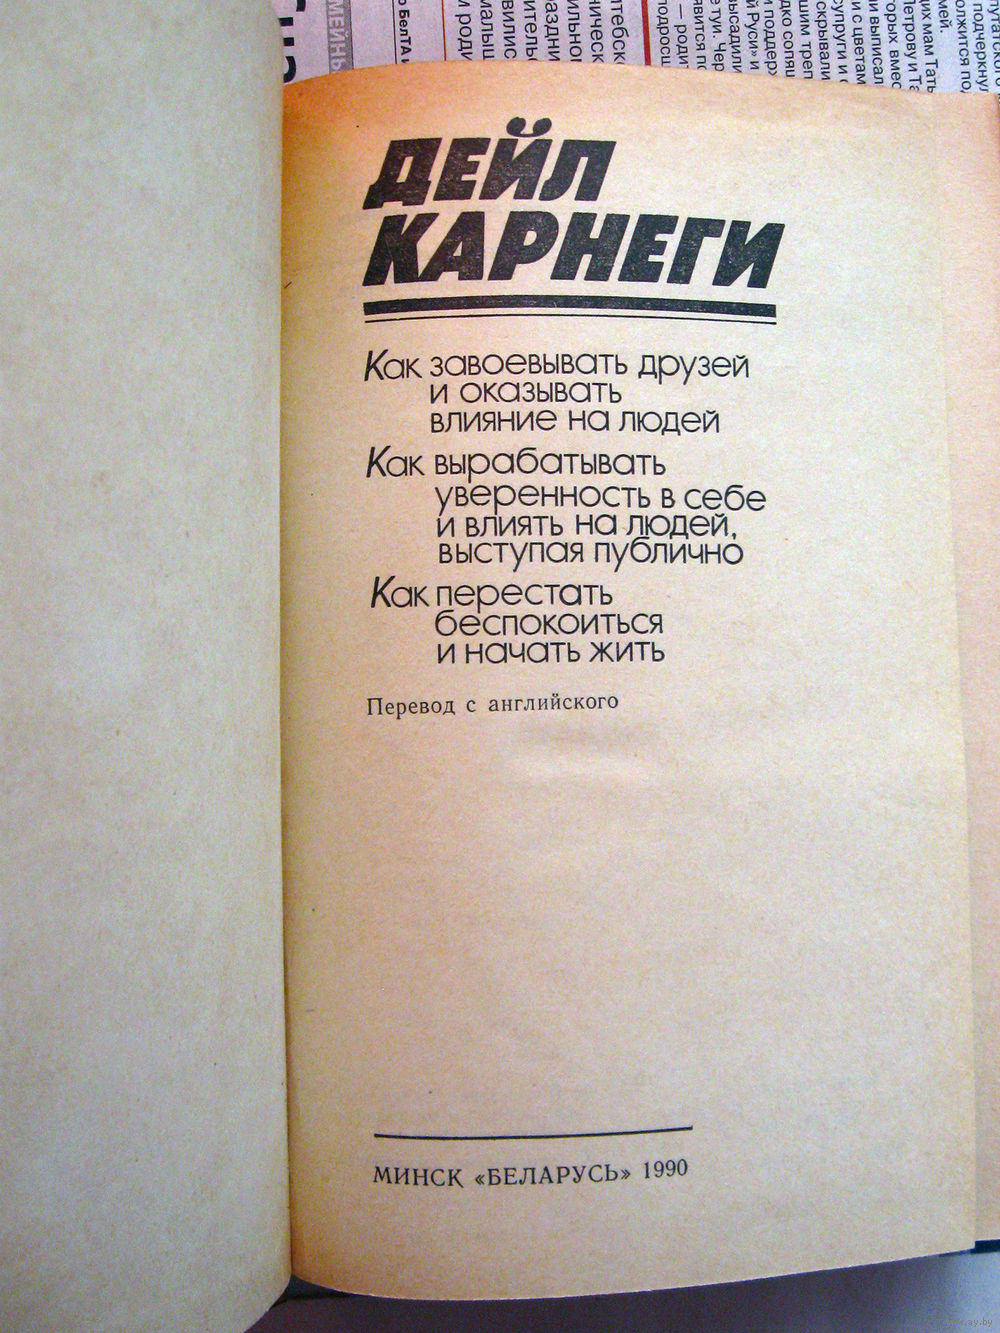 ДЕЙЛ
КАРНЕГИ
Как завоевывать друзей
и оказывать
влияние на людей
Как вырабатывать
уверенность в себе
и влиять на людей,
выступая публично
Как перестать
беспокоиться
и начать жить
Перевод с английского
МИНСК «БЕЛАРУСЬ» 1990